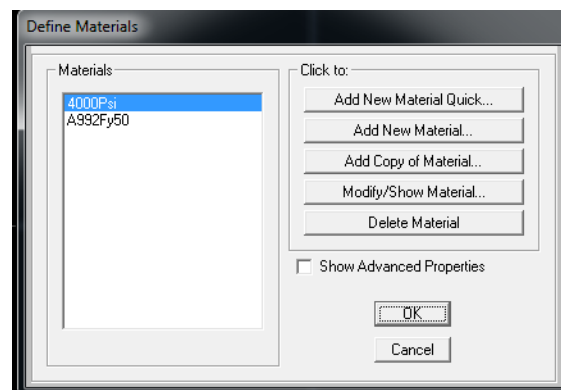 Define Materials
Materials
4000Psi
A992Fy50
Click to:
Add New Material Quick...
Add New Material...
Add Copy of Material...
Modify/Show Material...
Delete Material
Show Advanced Properties
OK
Cancel